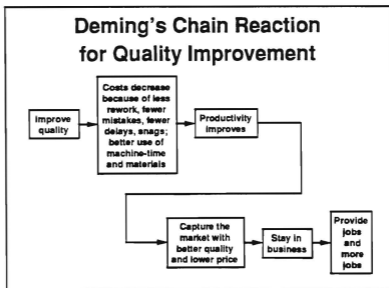 Deming's Chain Reaction
for Quality Improvement
Improve
quality
Costs decrease
because of less
rework, fewer
mistakes, fewer
delays, snags;
better use of
machine-time
and materials
Productivity
improves
Capture the
market with
better quality
and lower price
Stay in
business
Provide
jobs
and
more
jobs